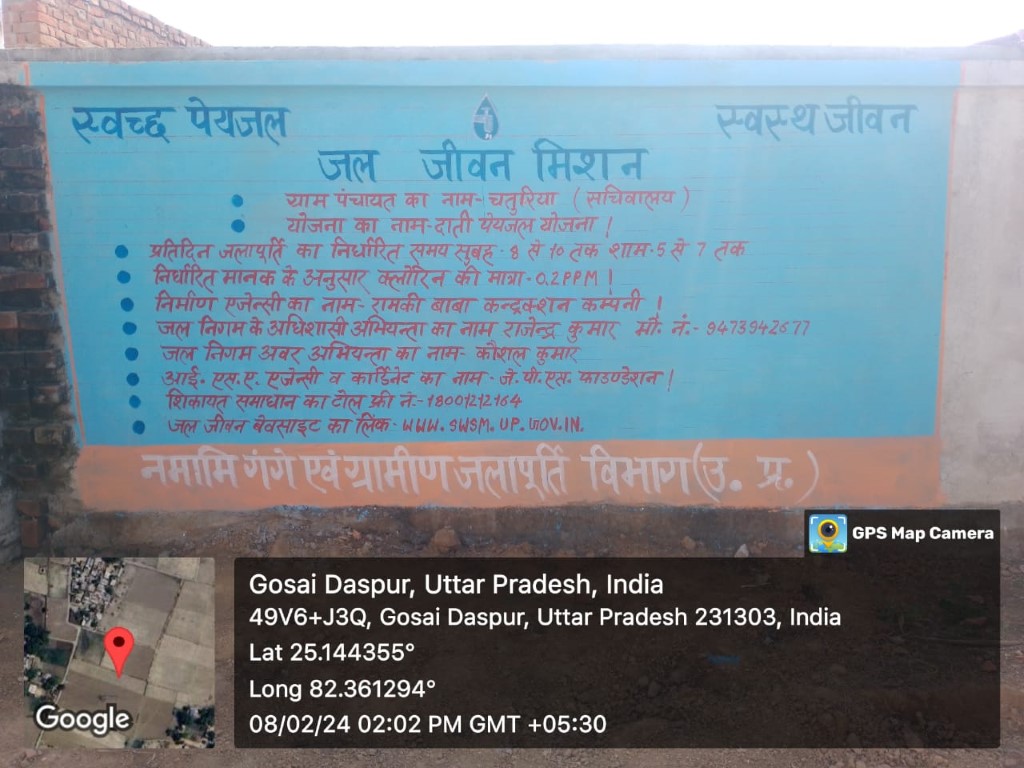 स्वच्छ पेयजल स्वस्थ जीवन
जल जीवन मिशन
ग्राम पंचायत का नाम- चतुरिया ( सचिवालय )
योजना का नाम- दाती पेयजल योजना !
प्रतिदिन जलापूर्ति का निर्धारित समय सुबह - 8 से 10 तक शाम - 5 से 7 तक
निर्धारित मानक के अनुसार क्लोरिन की मात्रा - 0.2 PPM !
निर्माण एजेन्सी का नाम- रामकी बाबा कन्ट्रक्शन कम्पनी !
जल निगम के अधिशासी अभियन्ता का नाम राजेन्द्र कुमार मौ. नं.- 9473942677
जल निगम अवर अभियन्ता का नाम- कौशल कुमार
आई. एस. ए. एजेन्सी व कार्डिनेट का नाम - जे. पी. एस. फाउण्डेशन !
शिकायत समाधान का टोल फ्री नं:- 18001212164
जल जीवन बेवसाइट का लिंक - WWW.SWSM.UP.GOV.IN.
नमामि गंगे एवं ग्रामीण जलापूर्ति विभाग (उ. प्र.)
GPS Map Camera
Gosai Daspur, Uttar Pradesh, India
49V6+J3Q, Gosai Daspur, Uttar Pradesh 231303, India
Lat 25.144355°
Long 82.361294°
08/02/24 02:02 PM GMT +05:30
Google